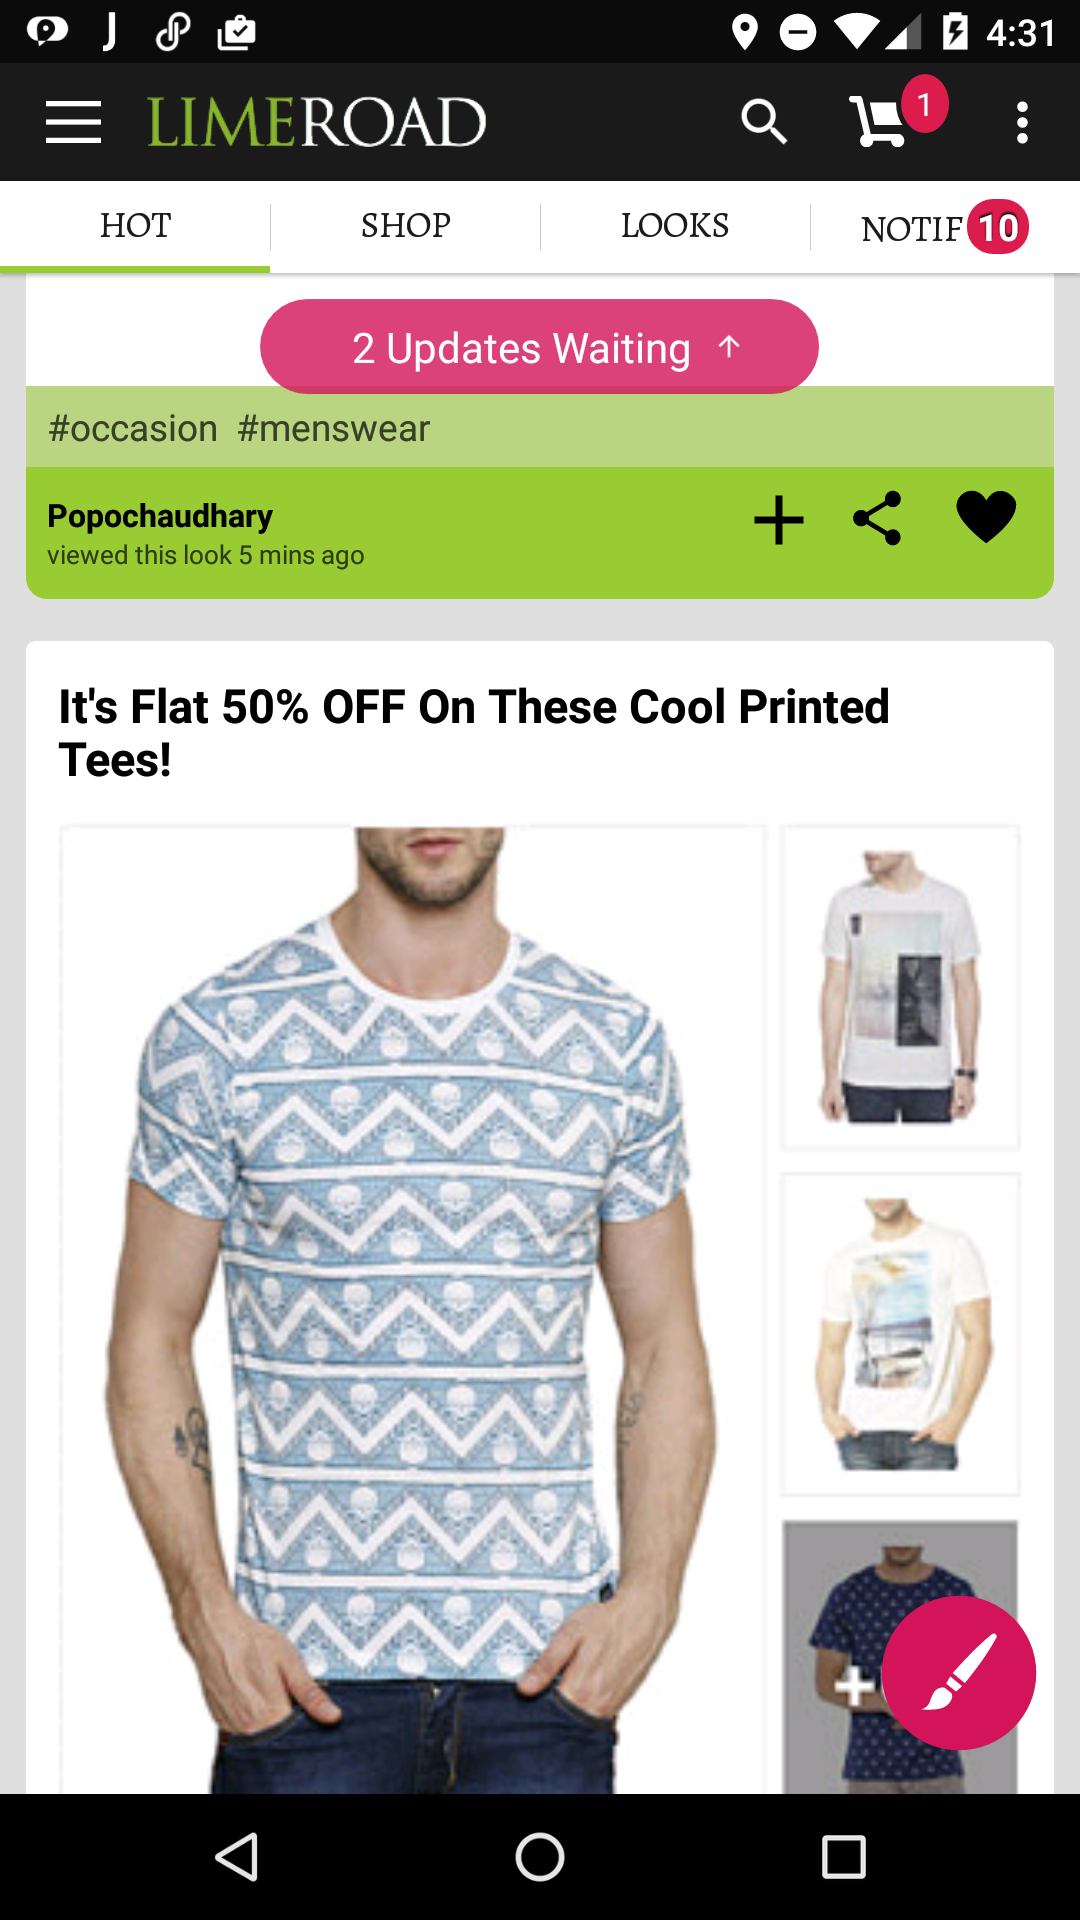 4:31
LIMEROAD
1
HOT
SHOP
LOOKS
NOTIF 10
2 Updates Waiting ↑
#occasion #menswear
Popochaudhary
viewed this look 5 mins ago
It's Flat 50% OFF On These Cool Printed
Tees!
+